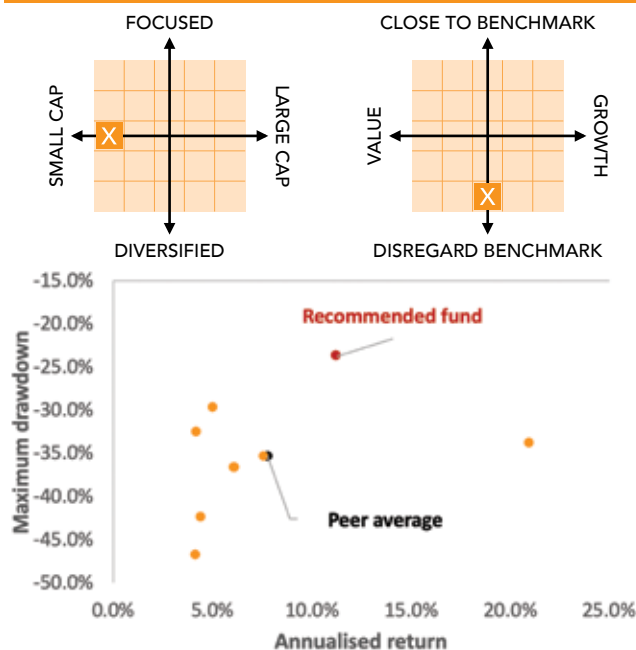 FOCUSED
SMALL CAP
X
LARGE CAP
DIVERSIFIED
CLOSE TO BENCHMARK
VALUE
GROWTH
X
DISREGARD BENCHMARK
Maximum drawdown
-15.0%
-20.0%
-25.0%
-30.0%
-35.0%
-40.0%
-45.0%
-50.0%
Recommended fund
Peer average
0.0% 5.0% 10.0% 15.0% 20.0% 25.0%
Annualised return